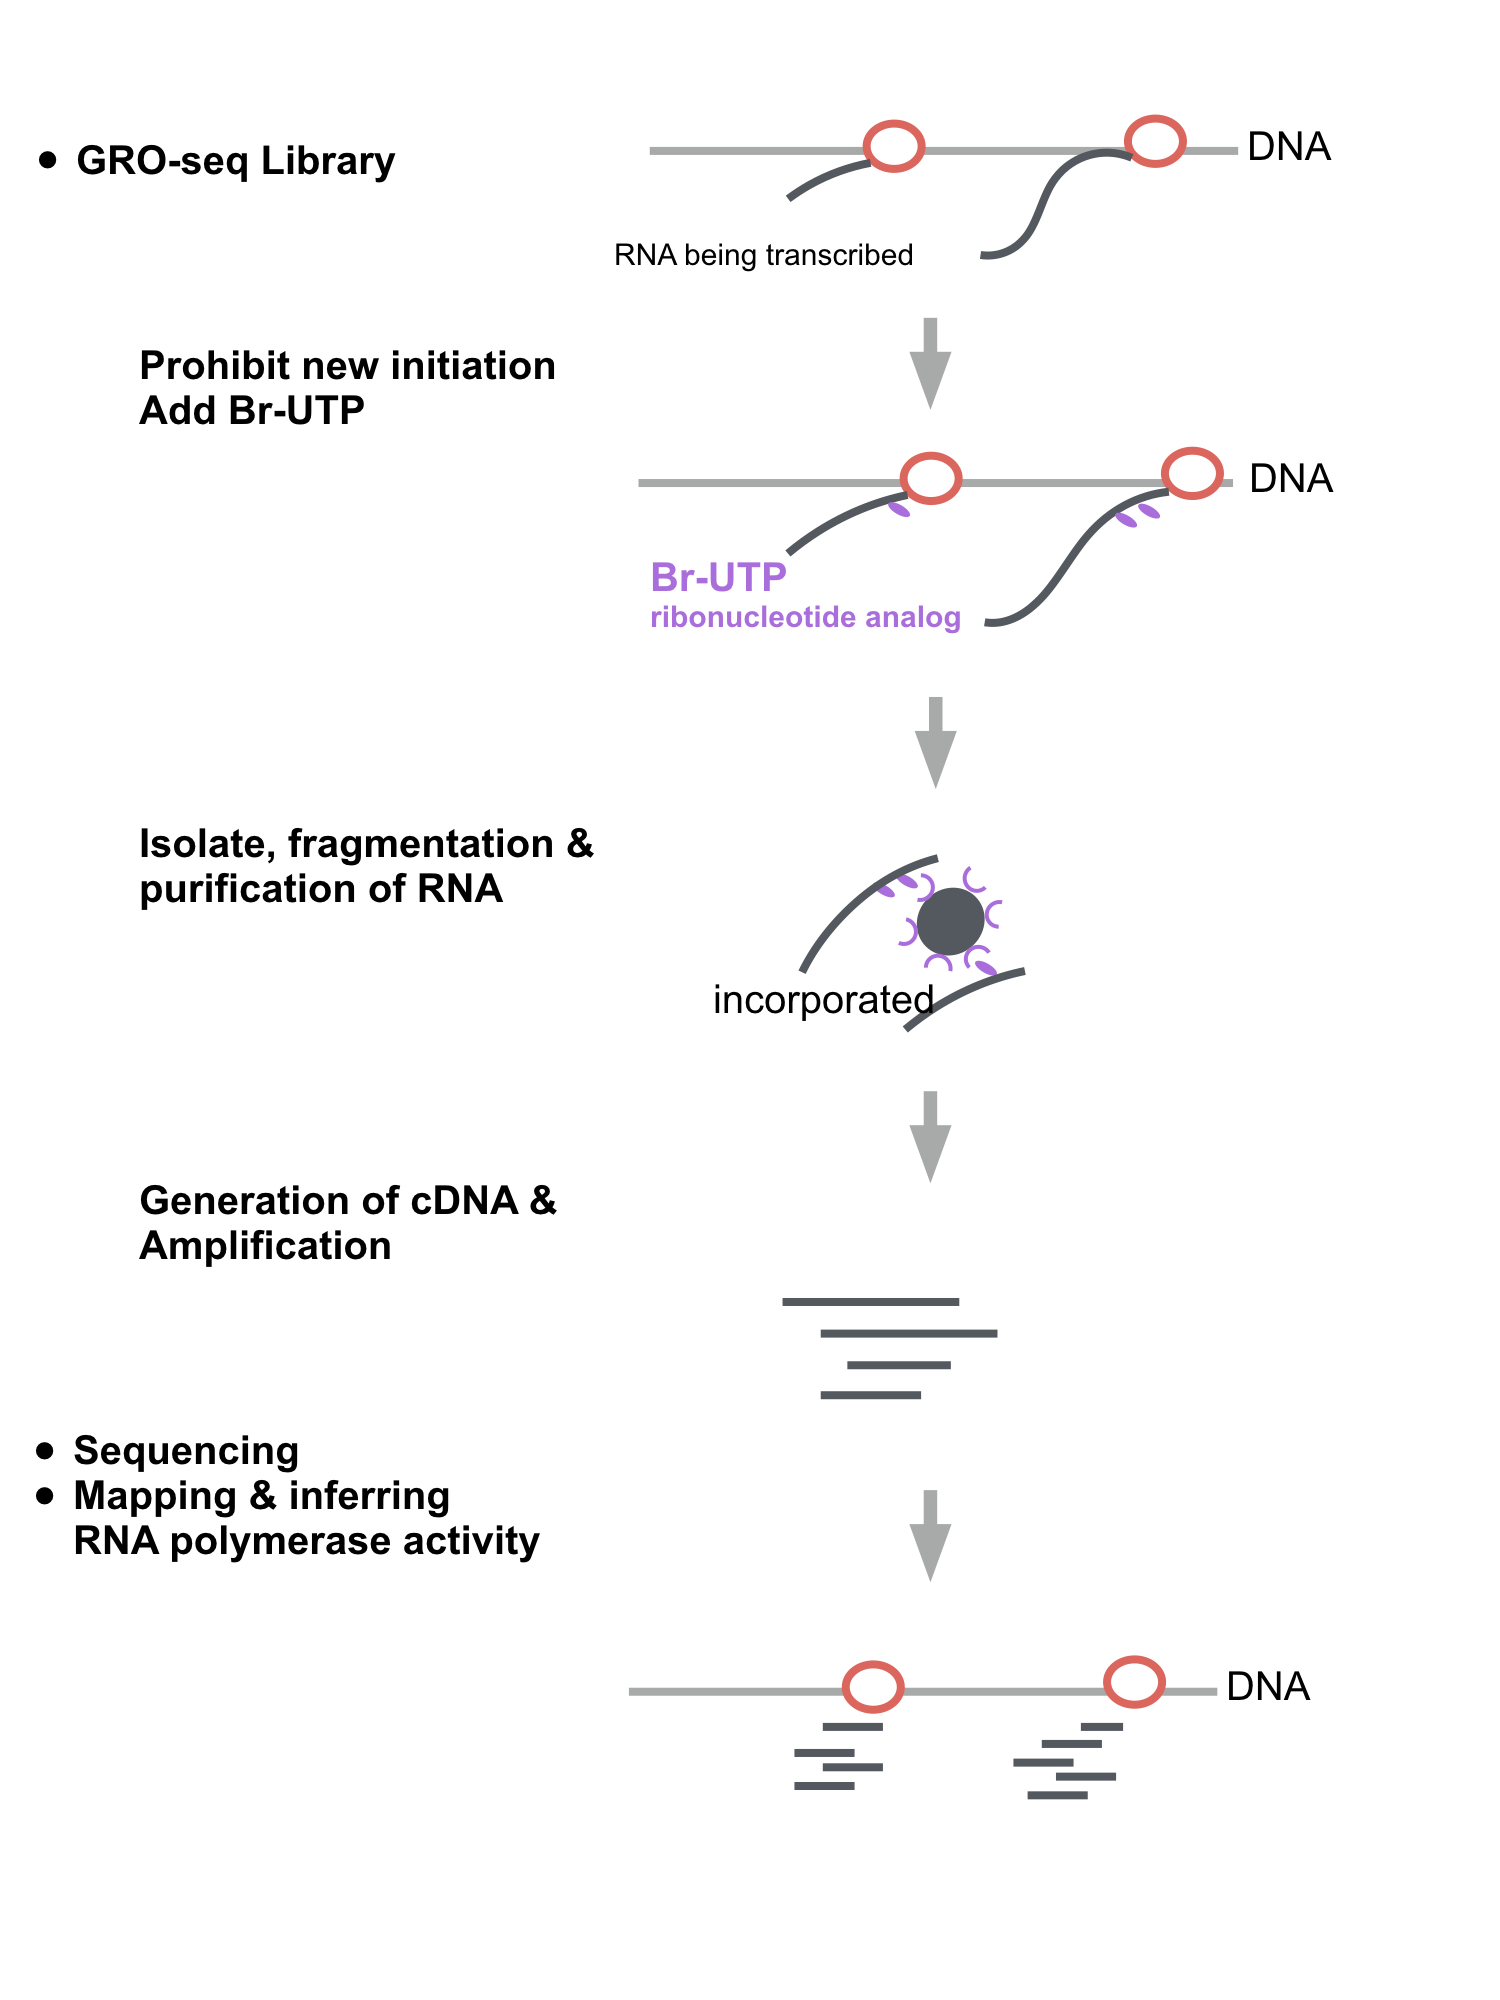 • GRO-seq Library
DNA
RNA being transcribed
Prohibit new initiation
Add Br-UTP
DNA
Br-UTP
ribonucleotide analog
Isolate, fragmentation &
purification of RNA
incorporated
Generation of cDNA &
Amplification
• Sequencing
• Mapping & inferring
RNA polymerase activity
DNA